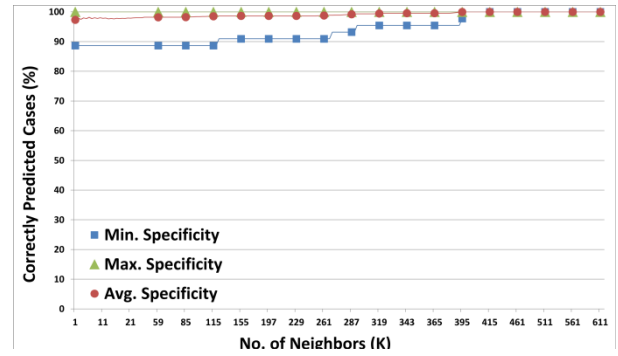 Correctly Predicted Cases (%)
100
90
80
70
60
50
40
30
20
10
0
Min. Specificity
Max. Specificity
Avg. Specificity
1 11 21 59 85 115 155 197 229 261 287 319 343 365 395 415 461 511 561 611
No. of Neighbors (K)